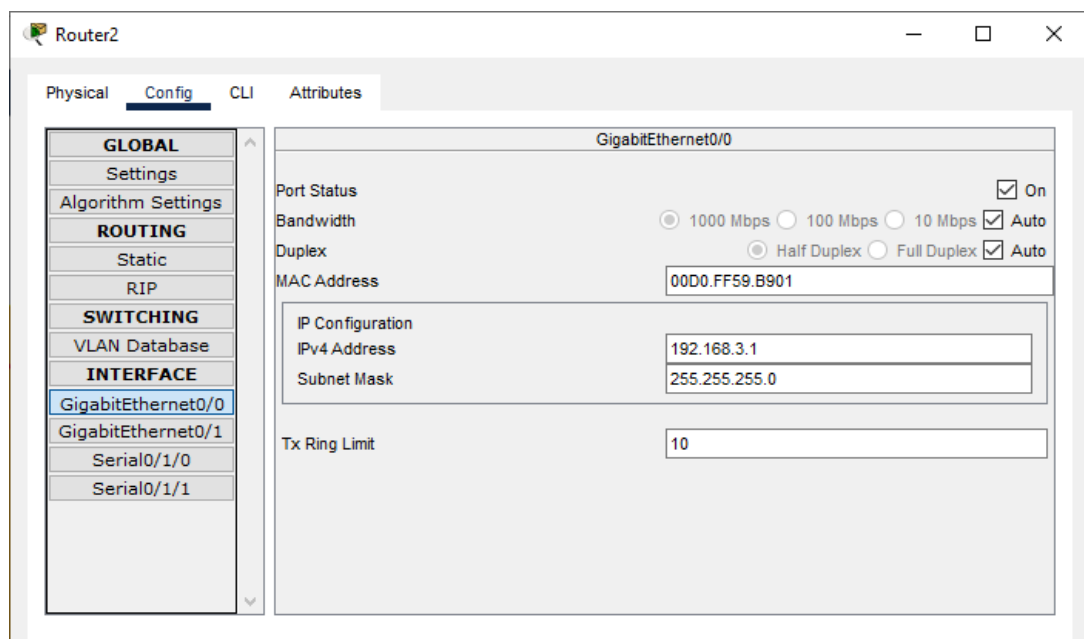 Router2
Physical Config CLI Attributes
GLOBAL
Settings
Algorithm Settings
ROUTING
Static
RIP
SWITCHING
VLAN Database
INTERFACE
GigabitEthernet0/0
GigabitEthernet0/1
Serial0/1/0
Serial0/1/1
GigabitEthernet0/0
Port Status On
Bandwidth 1000 Mbps 100 Mbps 10 Mbps Auto
Duplex Half Duplex Full Duplex Auto
MAC Address 00D0.FF59.B901
IP Configuration
IPv4 Address 192.168.3.1
Subnet Mask 255.255.255.0
Tx Ring Limit 10